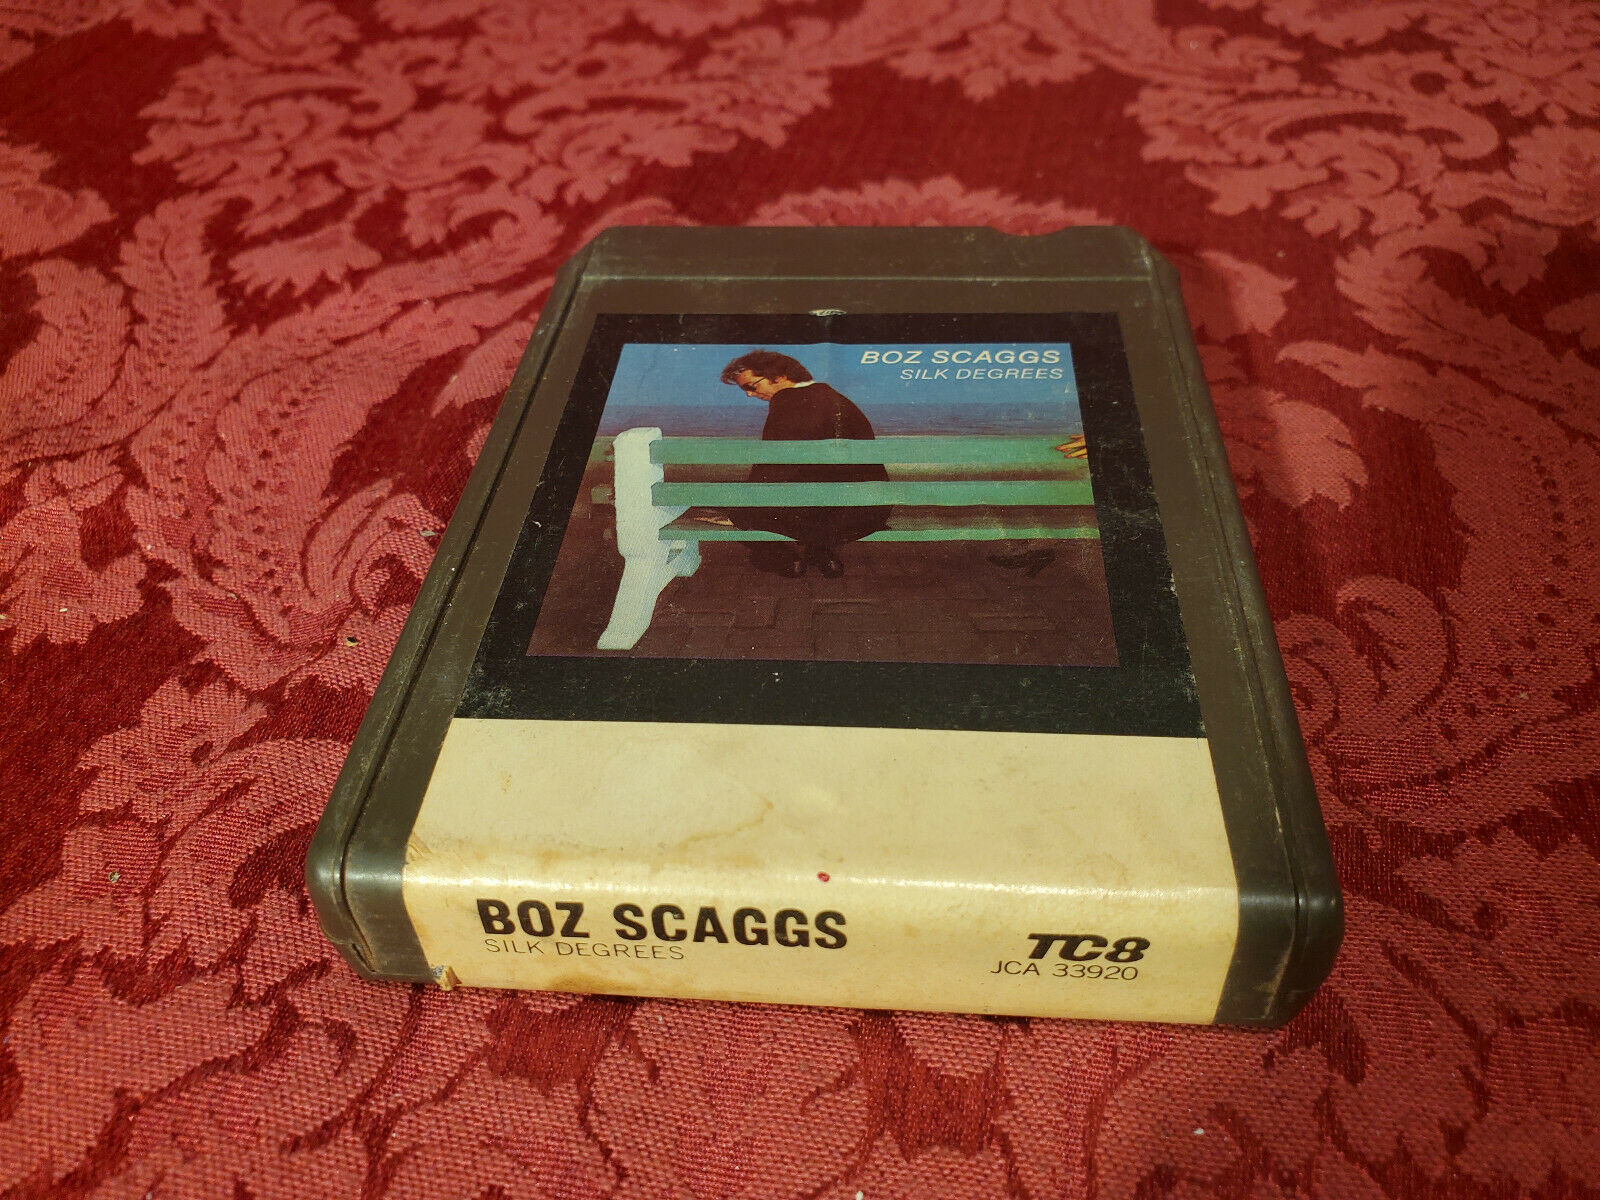 BOZ SCAGGS
SILK DEGREES
BOZ SCAGGS
SILK DEGREES
TC8
JCA 33920